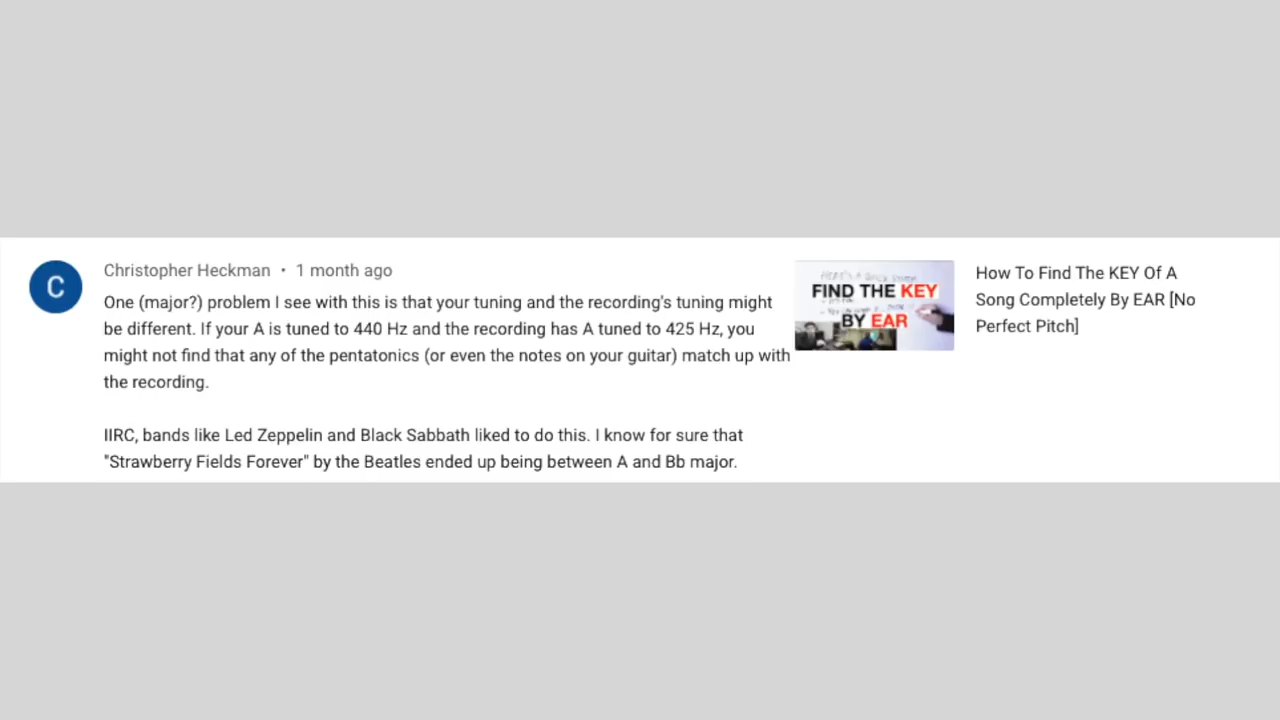 C
Christopher Heckman • 1 month ago
One (major?) problem I see with this is that your tuning and the recording's tuning might
be different. If your A is tuned to 440 Hz and the recording has A tuned to 425 Hz, you
might not find that any of the pentatonics (or even the notes on your guitar) match up with
the recording.
IIRC, bands like Led Zeppelin and Black Sabbath liked to do this. I know for sure that
"Strawberry Fields Forever" by the Beatles ended up being between A and Bb major.
FIND THE KEY
BY EAR
How To Find The KEY Of A
Song Completely By EAR [No
Perfect Pitch]